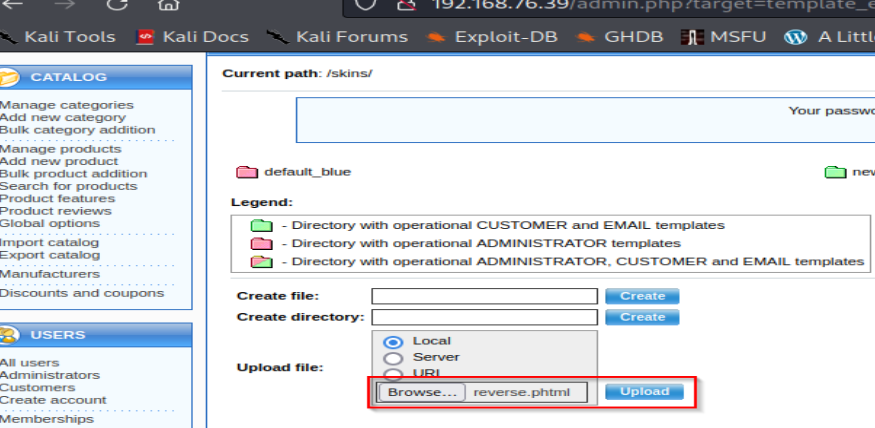 192.168.76.39/admin.php?target=template_e
Kali Tools Kali Docs Kali Forums Exploit-DB GHDB MSFU A Littl
CATALOG
Manage categories
Add new category
Bulk category addition
Manage products
Add new product
Bulk product addition
Search for products
Product features
Product reviews
Global options
Import catalog
Export catalog
Manufacturers
Discounts and coupons
USERS
All users
Administrators
Customers
Create account
Memberships
Current path: /skins/
Your passwo
default_blue new
Legend:
- Directory with operational CUSTOMER and EMAIL templates
- Directory with operational ADMINISTRATOR templates
- Directory with operational ADMINISTRATOR, CUSTOMER and EMAIL templates
Create file: Create
Create directory: Create
Local
Server
Upload file:
URL
Browse... reverse.phtml Upload